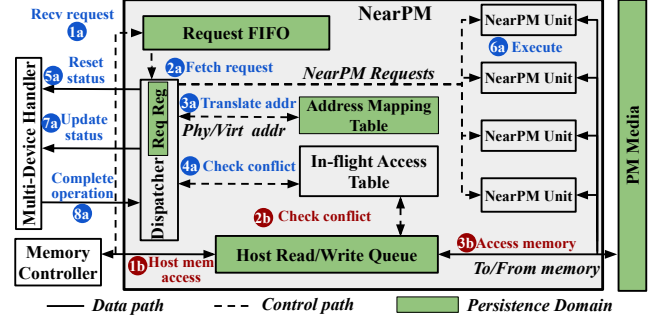 Recv request
1a
NearPM
Request FIFO
NearPM Unit
6a Execute
5a Reset
status
2a Fetch request
NearPM Requests
NearPM Unit
Multi-Device Handler
Req Reg
Dispatcher
3a Translate addr
Phy/Virt addr
Address Mapping
Table
7a Update
status
NearPM Unit
PM Media
4a Check conflict
In-flight Access
Table
Complete
operation
8a
NearPM Unit
2b Check conflict
Memory
Controller
1b Host mem
access
Host Read/Write Queue
3b Access memory
To/From memory
Data path
Control path
Persistence Domain